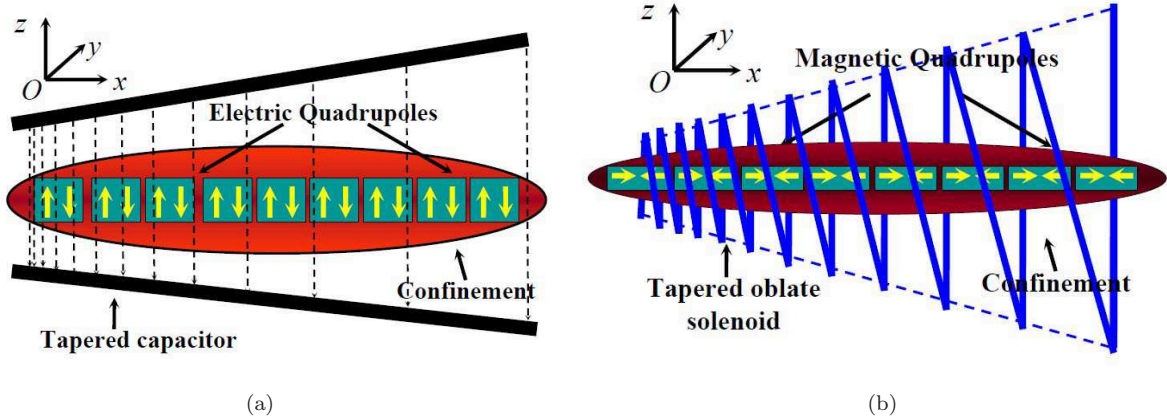 z
y
O
x
Electric Quadrupoles
Confinement
Tapered capacitor
(a)
z
y
O
x
Magnetic Quadrupoles
Confinement
Tapered oblate
solenoid
(b)